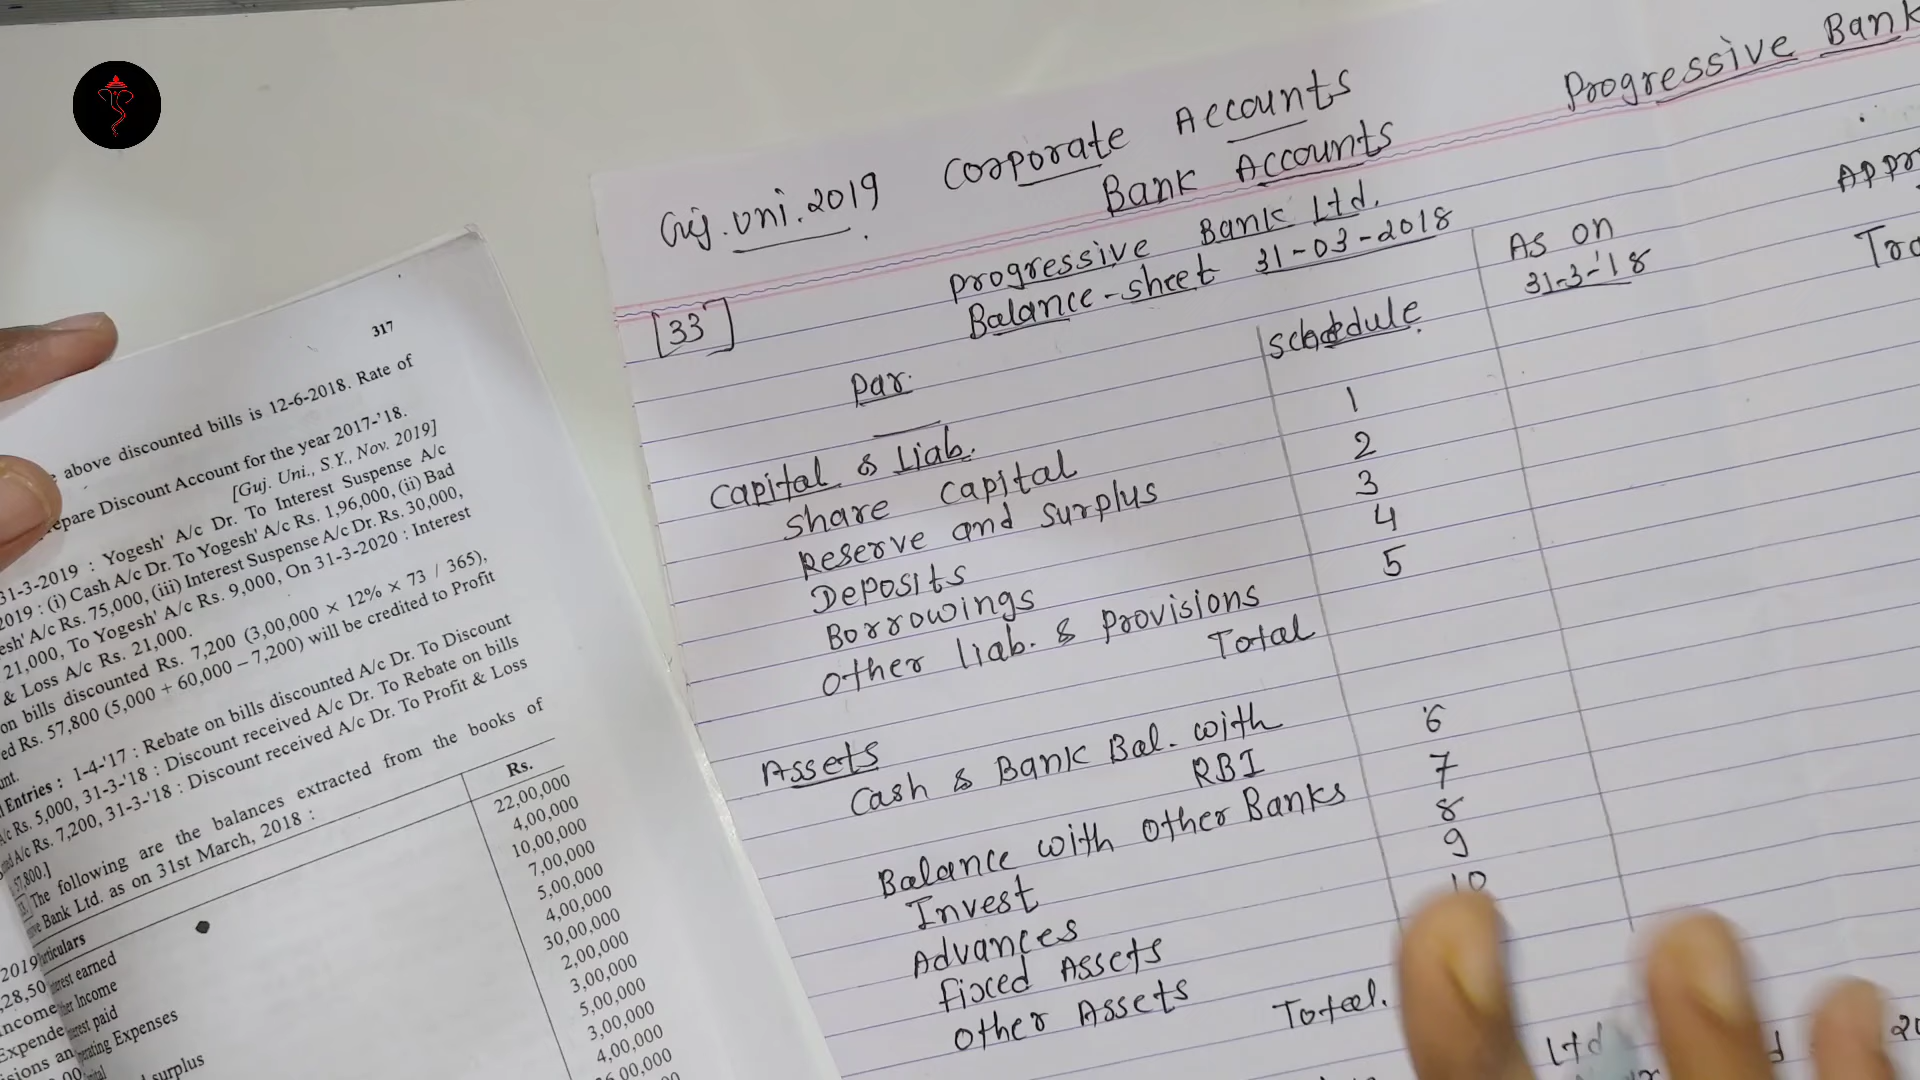 317
above discounted bills is 12-6-2018. Rate of
epare Discount Account for the year 2017-'18.
[Guj. Uni., S.Y., Nov. 2019]
31-3-2019 : Yogesh' A/c Dr. To Interest Suspense A/c
2019 : (i) Cash A/c Dr. To Yogesh' A/c Rs. 1,96,000, (ii) Bad
esh' A/c Rs. 75,000, (iii) Interest Suspense A/c Dr. Rs. 30,000,
21,000, To Yogesh' A/c Rs. 9,000, On 31-3-2020 : Interest
& Loss A/c Rs. 21,000.
on bills discounted Rs. 7,200 (3,00,000 × 12% × 73 / 365),
ed Rs. 57,800 (5,000 + 60,000 – 7,200) will be credited to Profit
unt.
Entries : 1-4-'17 : Rebate on bills discounted A/c Dr. To Discount
A/c Rs. 5,000, 31-3-'18 : Discount received A/c Dr. To Rebate on bills
A/c Rs. 7,200, 31-3-'18 : Discount received A/c Dr. To Profit & Loss
57,800.]
The following are the balances extracted from the books of
Bank Ltd. as on 31st March, 2018 :
Particulars Rs.
Interest earned 22,00,000
Other Income 4,00,000
Interest paid 10,00,000
Operating Expenses 7,00,000
5,00,000
surplus 4,00,000
30,00,000
2,00,000
3,00,000
5,00,000
3,00,000
4,00,000
2019
28,50
Income
Expende
Guj. Uni. 2019 Corporate Accounts
Bank Accounts
[33] Progressive Bank Ltd.
Balance-sheet 31-03-2018
Par. Schedule As on
31-3-'18
Capital & Liab.
Share Capital 1
Reserve and Surplus 2
Deposits 3
Borrowings 4
Other liab. & Provisions 5
Total
Assets
Cash & Bank Bal. with 6
RBI
Balance with Other Banks 7
Invest 8
Advances 9
Fixed Assets 10
Other Assets
Total.
Progressive Bank
Appr
Ltd